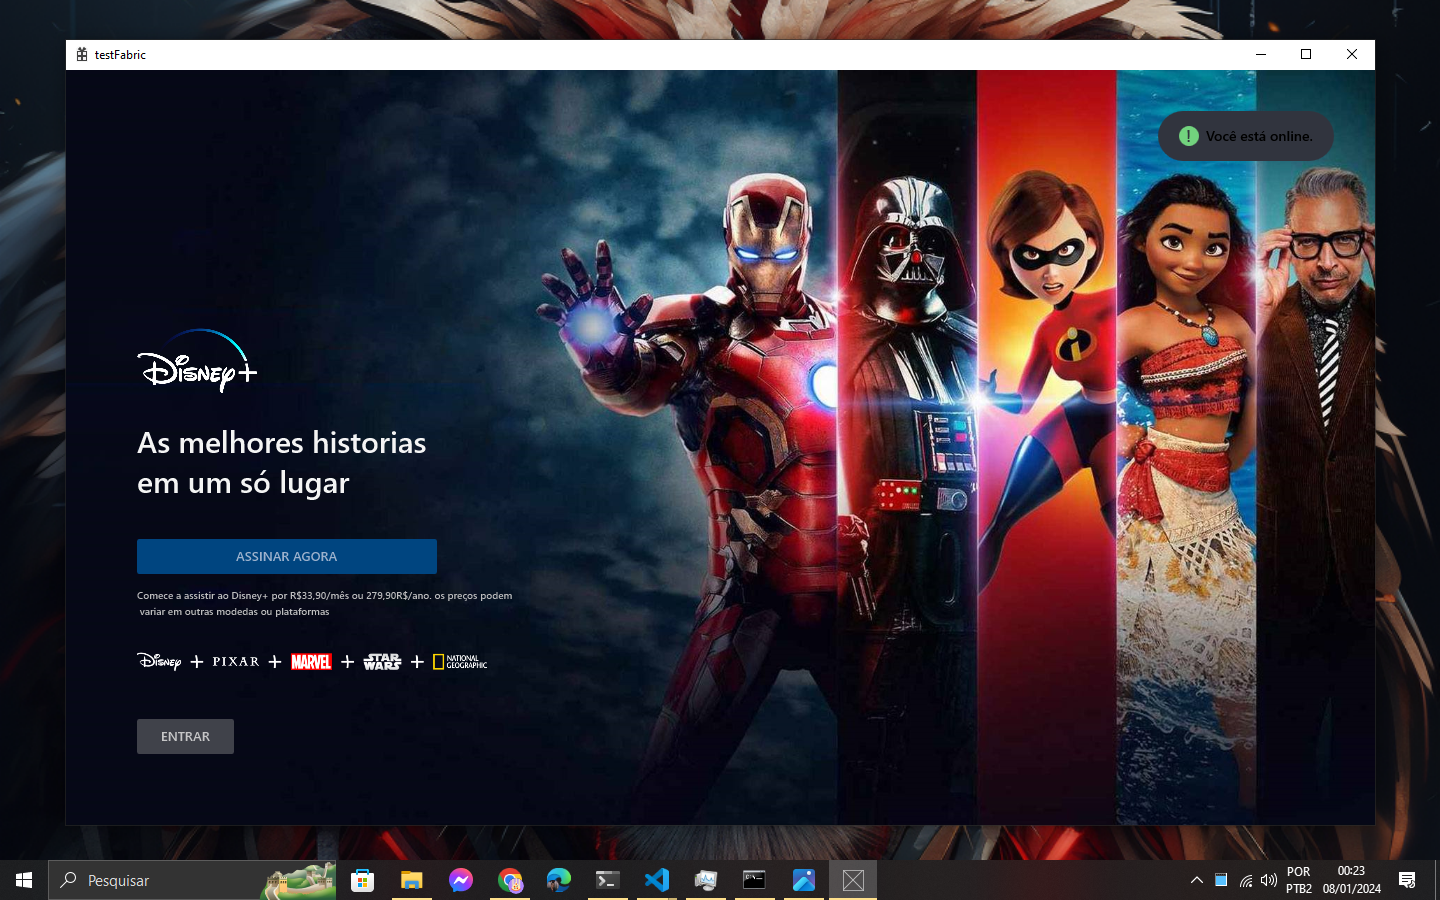 testFabric
Você está online.
Disney+
As melhores historias
em um só lugar
ASSINAR AGORA
Comece a assistir ao Disney+ por R$33,90/mês ou 279,90R$/ano. os preços podem
variar em outras modedas ou plataformas
Disney + PIXAR + MARVEL + STAR WARS + NATIONAL GEOGRAPHIC
ENTRAR
Pesquisar
POR
PTB2
00:23
08/01/2024